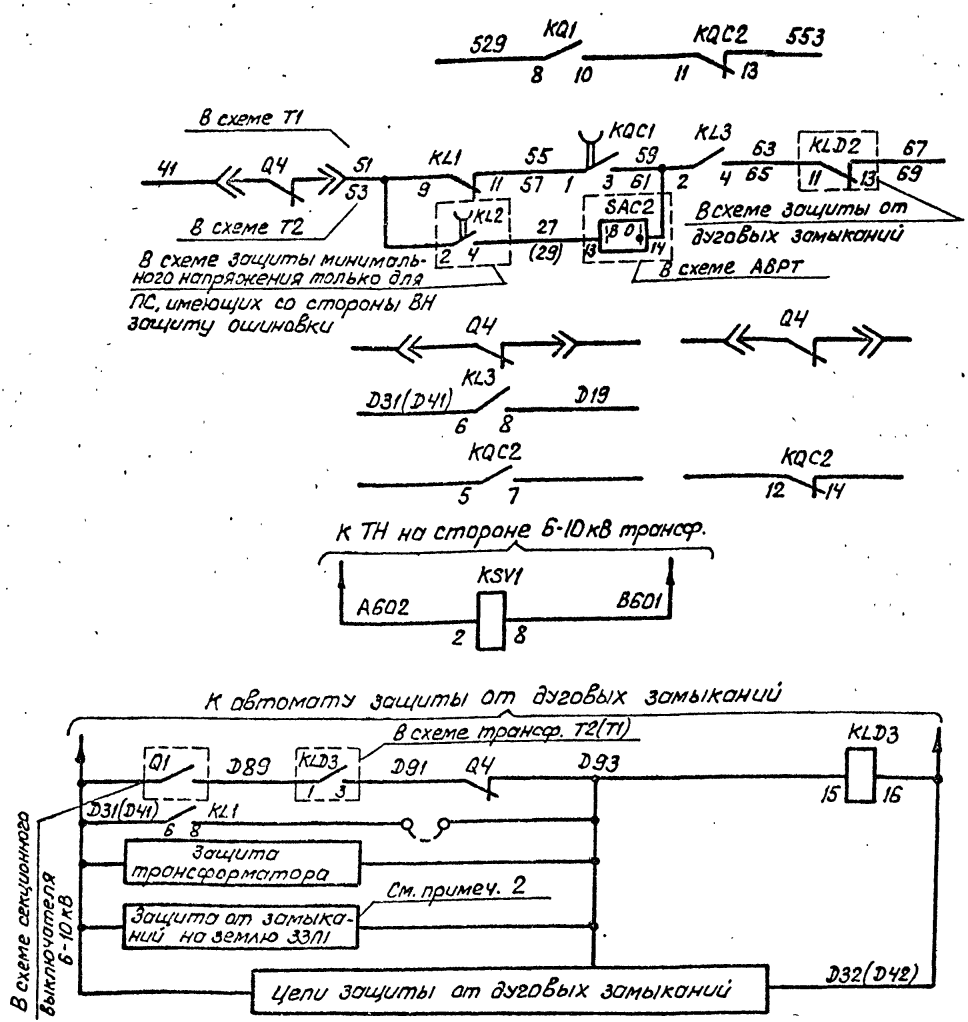 529 KQ1 KQC2 553
8 10 11 13
В схеме Т1
41 Q4 51 KL1 55 KQC1 59 KL3 63 KLD2 67
53 9 11 57 1 3 61 2 4 65 11 13 69
В схеме Т2
KL2 27 SAC2
2 4 (29) 13 В О 14
В схеме защиты от
дуговых замыканий
В схеме защиты минималь-
ного напряжения только для
ПС, имеющих со стороны ВН
защиту ошиновки
В схеме АВРТ
Q4 Q4
KL3
D31(D41) D19
6 8
KQC2 KQC2
5 7 12 14
К ТН на стороне 6-10кВ трансф.
KSV1
A602 B601
2 8
К автомату защиты от дуговых замыканий
В схеме трансф. Т2(Т1)
Q1 D89 KLD3 D91 Q4 D93 KLD3
1 3 15 16
D31(D41) KL1
6 8
Защита
трансформатора
См. примеч. 2
Защита от замыка-
ний на землю ЗЗП1
D32(D42)
Цепи защиты от дуговых замыканий
В схеме секционного
выключателя
6-10кВ